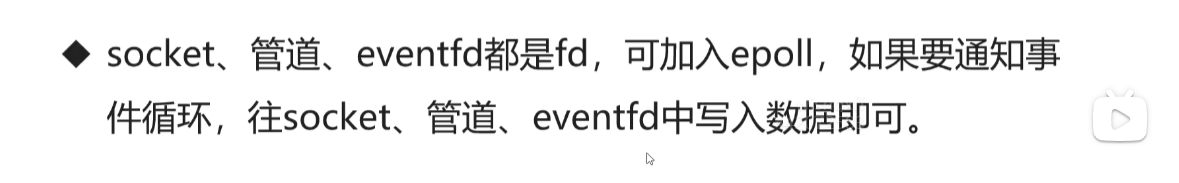 ◆ socket、管道、eventfd都是fd，可加入epoll，如果要通知事
件循环，往socket、管道、eventfd中写入数据即可。